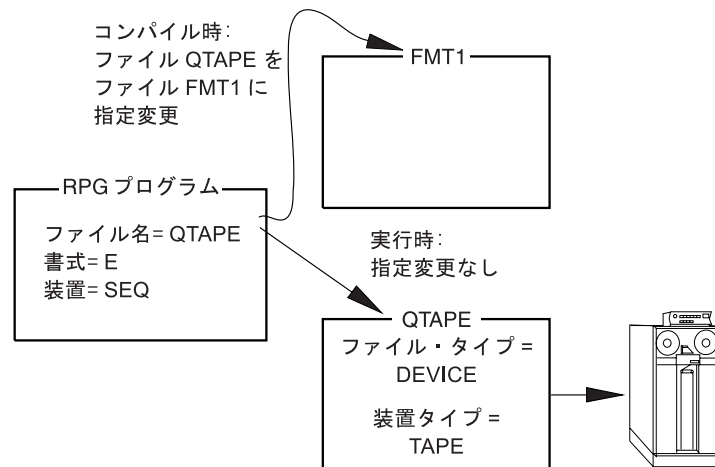 コンパイル時:
ファイル QTAPE を
ファイル FMT1 に
指定変更
FMT1
RPG プログラム
ファイル名= QTAPE
書式= E
装置= SEQ
実行時:
指定変更なし
QTAPE
ファイル・タイプ =
DEVICE
装置タイプ =
TAPE